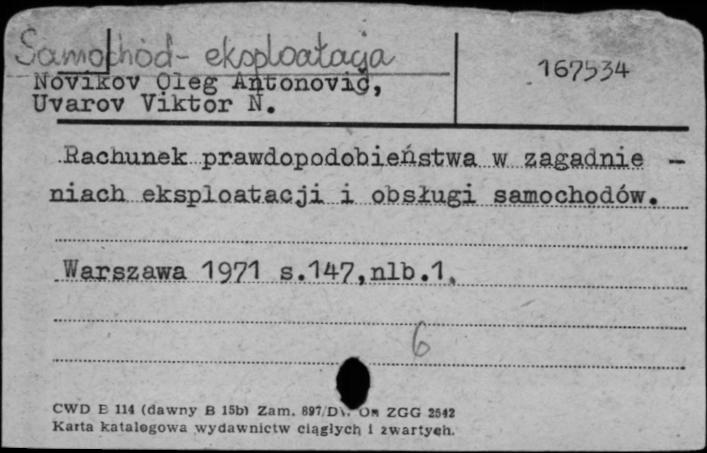 Samochód - eksploatacja
167534
Novikov Oleg Antonovič,
Uvarov Viktor N.
Rachunek prawdopodobieństwa w zagadnie -
niach eksploatacji i obsługi samochodów.
Warszawa 1971 s.147,nlb.1.
6
CWD E 114 (dawny B 15b) Zam. 897/D ZGG 2542
Karta katalogowa wydawnictw ciągłych i zwartych.